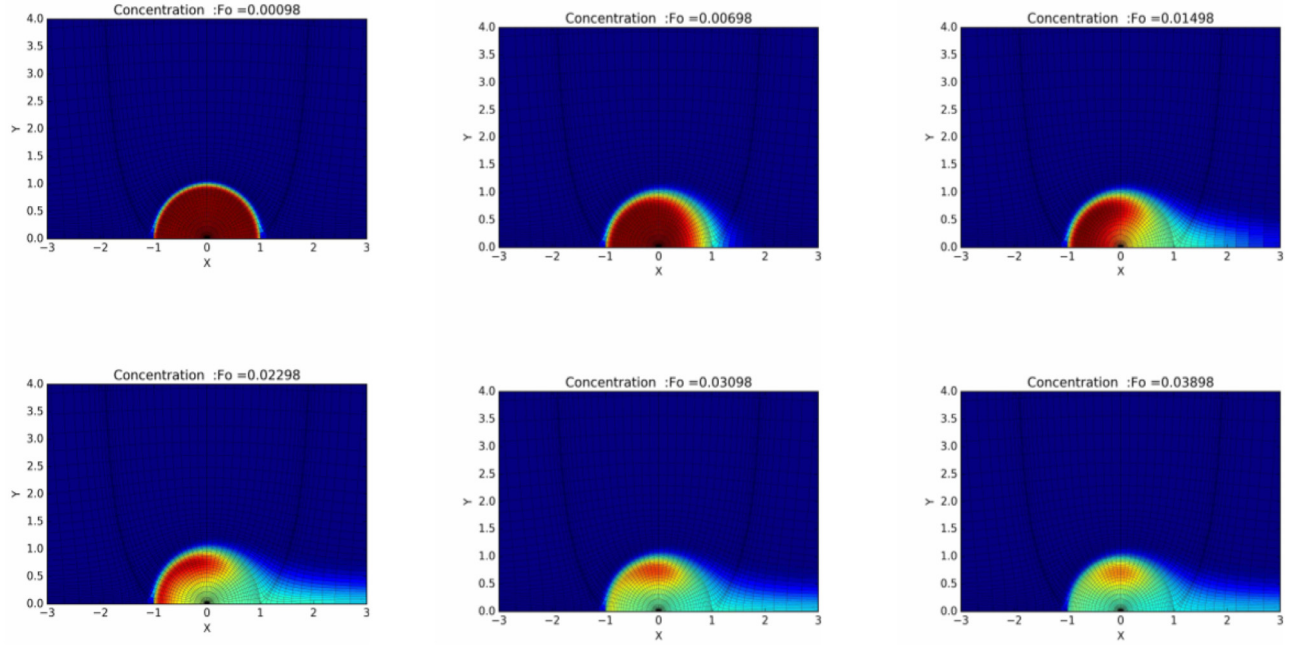 Concentration :Fo =0.00098
4.0
3.5
3.0
2.5
Y 2.0
1.5
1.0
0.5
0.0
−3 −2 −1 0 1 2 3
X
Concentration :Fo =0.00698
4.0
3.5
3.0
2.5
Y 2.0
1.5
1.0
0.5
0.0
−3 −2 −1 0 1 2 3
X
Concentration :Fo =0.01498
4.0
3.5
3.0
2.5
Y 2.0
1.5
1.0
0.5
0.0
−3 −2 −1 0 1 2 3
X
Concentration :Fo =0.02298
4.0
3.5
3.0
2.5
Y 2.0
1.5
1.0
0.5
0.0
−3 −2 −1 0 1 2 3
X
Concentration :Fo =0.03098
4.0
3.5
3.0
2.5
Y 2.0
1.5
1.0
0.5
0.0
−3 −2 −1 0 1 2 3
X
Concentration :Fo =0.03898
4.0
3.5
3.0
2.5
Y 2.0
1.5
1.0
0.5
0.0
−3 −2 −1 0 1 2 3
X